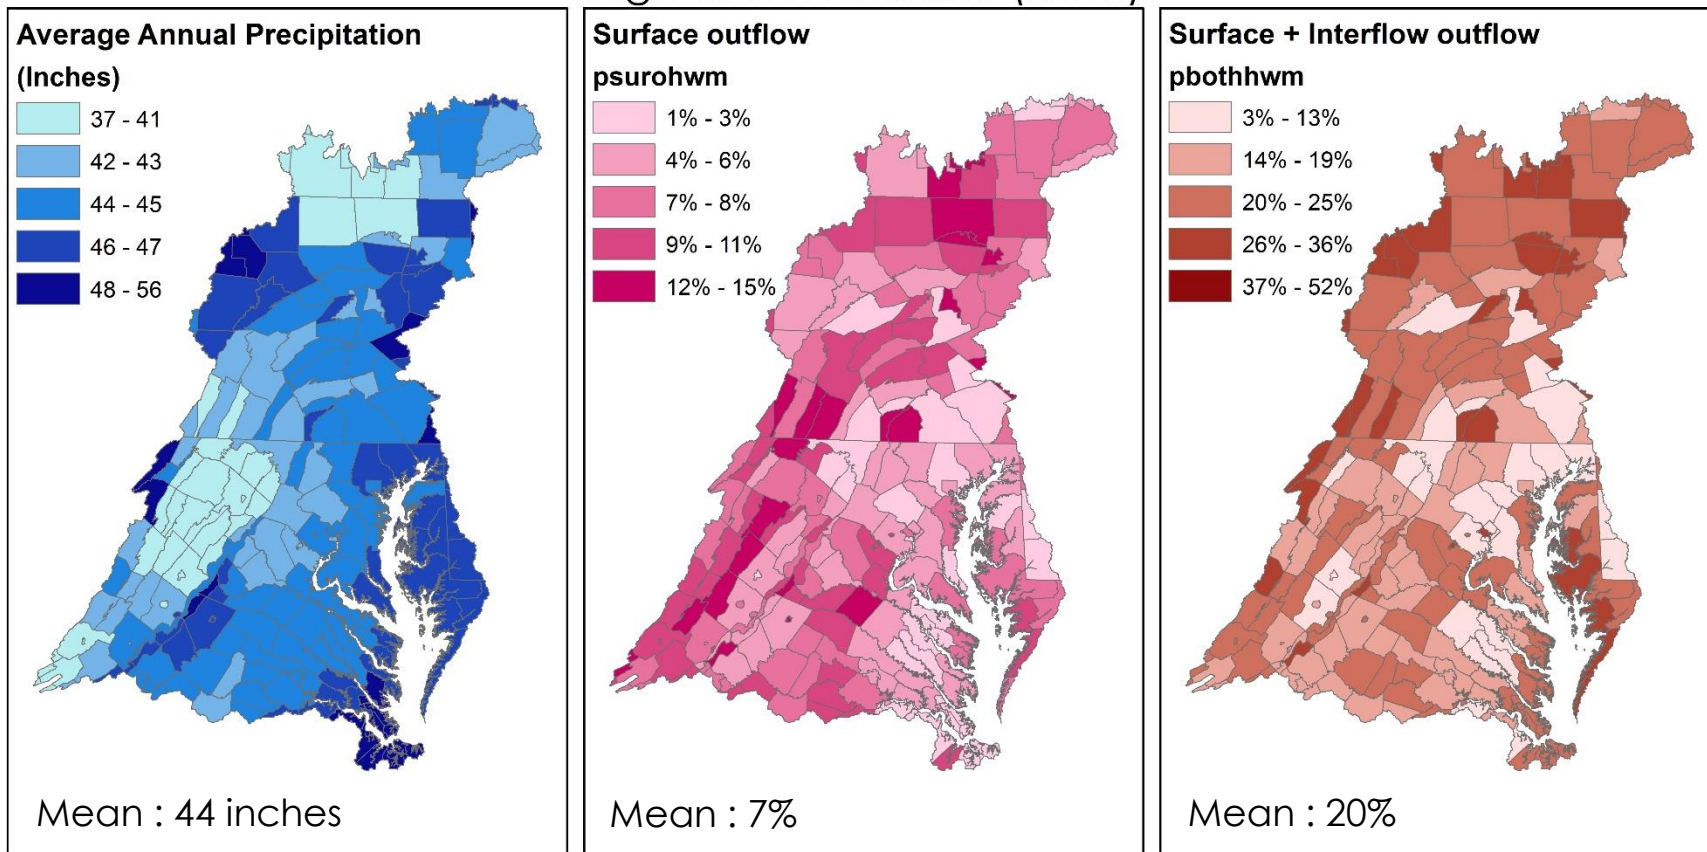 Average Annual Precipitation
(Inches)
37 - 41
42 - 43
44 - 45
46 - 47
48 - 56
Mean : 44 inches
Surface outflow
psurohwm
1% - 3%
4% - 6%
7% - 8%
9% - 11%
12% - 15%
Mean : 7%
Surface + Interflow outflow
pbothhwm
3% - 13%
14% - 19%
20% - 25%
26% - 36%
37% - 52%
Mean : 20%